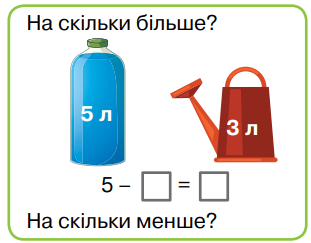 На скільки більше?
5 л
3 л
5 – □ = □
На скільки менше?